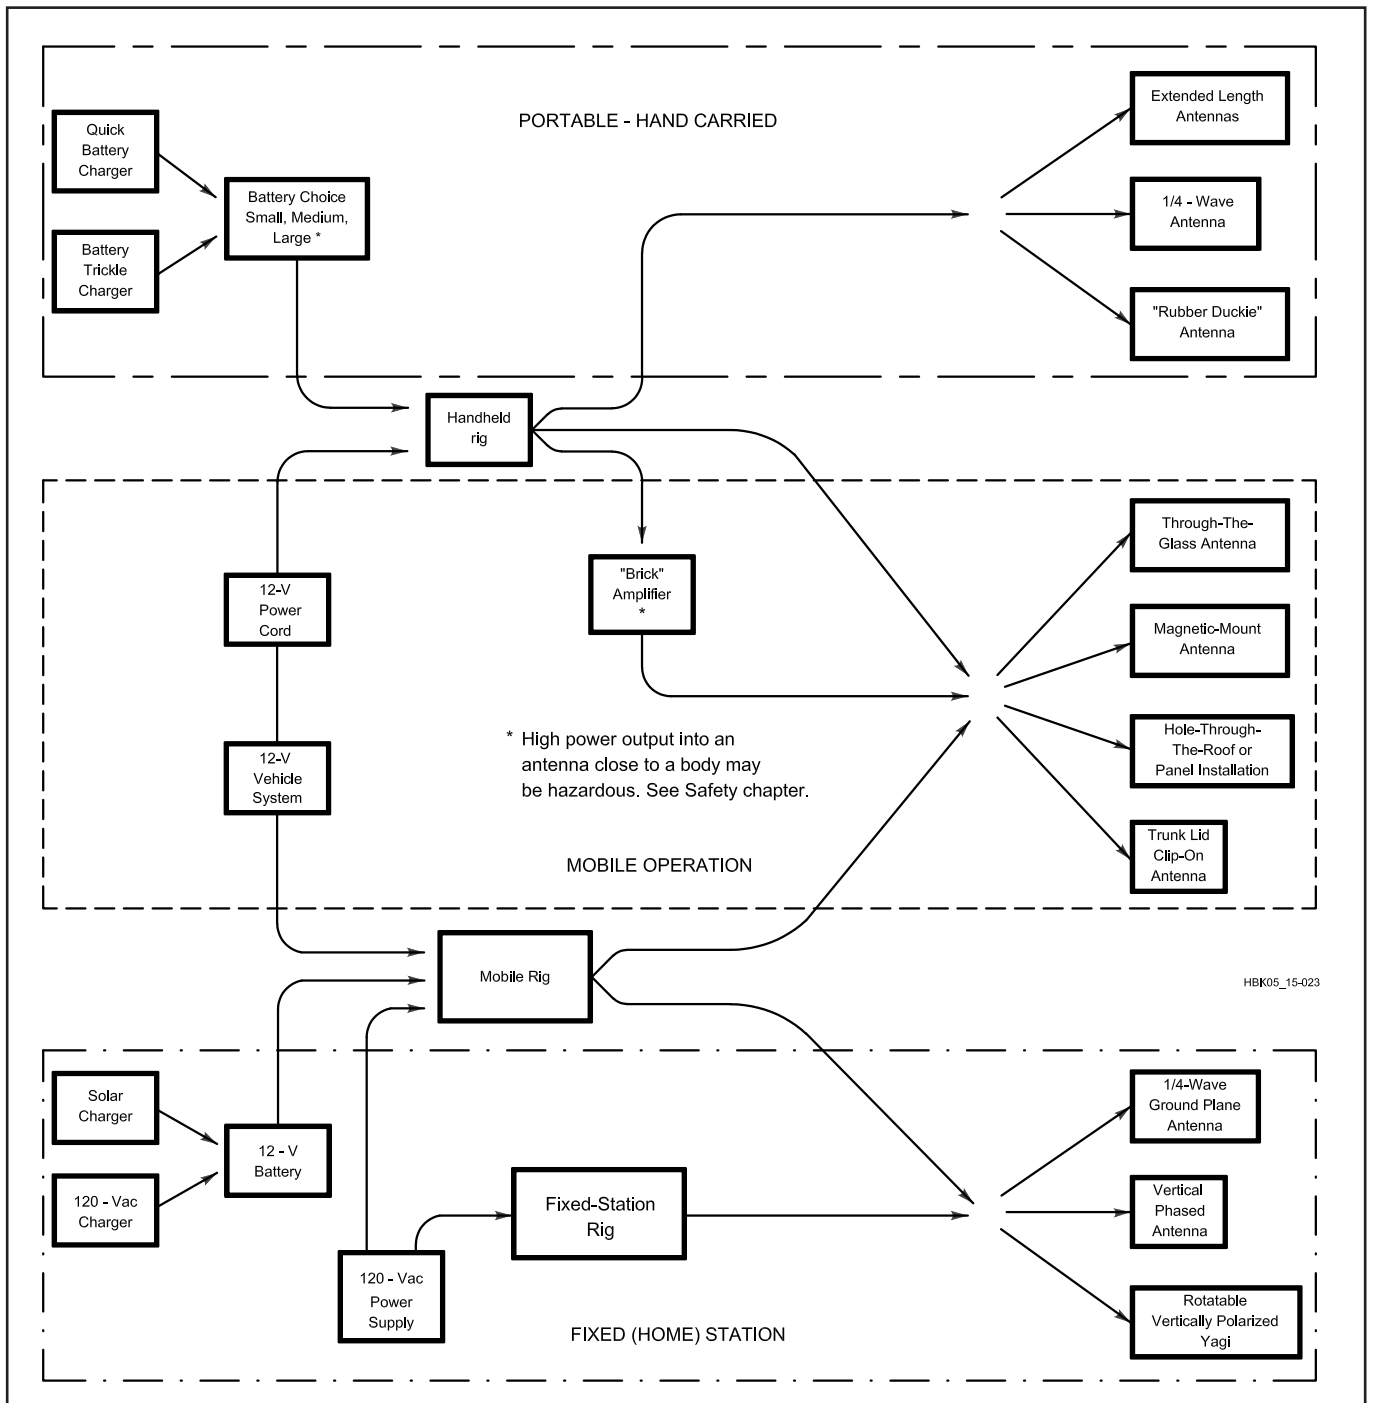 PORTABLE - HAND CARRIED
Quick
Battery
Charger
Battery
Trickle
Charger
Battery Choice
Small, Medium,
Large *
Extended Length
Antennas
1/4 - Wave
Antenna
"Rubber Duckie"
Antenna
Handheld
rig
12-V
Power
Cord
12-V
Vehicle
System
"Brick"
Amplifier
*
* High power output into an
antenna close to a body may
be hazardous. See Safety chapter.
MOBILE OPERATION
Through-The-
Glass Antenna
Magnetic-Mount
Antenna
Hole-Through-
The-Roof or
Panel Installation
Trunk Lid
Clip-On
Antenna
Mobile Rig
HBK05_15-023
Solar
Charger
120 - Vac
Charger
12 - V
Battery
120 - Vac
Power
Supply
Fixed-Station
Rig
FIXED (HOME) STATION
1/4-Wave
Ground Plane
Antenna
Vertical
Phased
Antenna
Rotatable
Vertically Polarized
Yagi